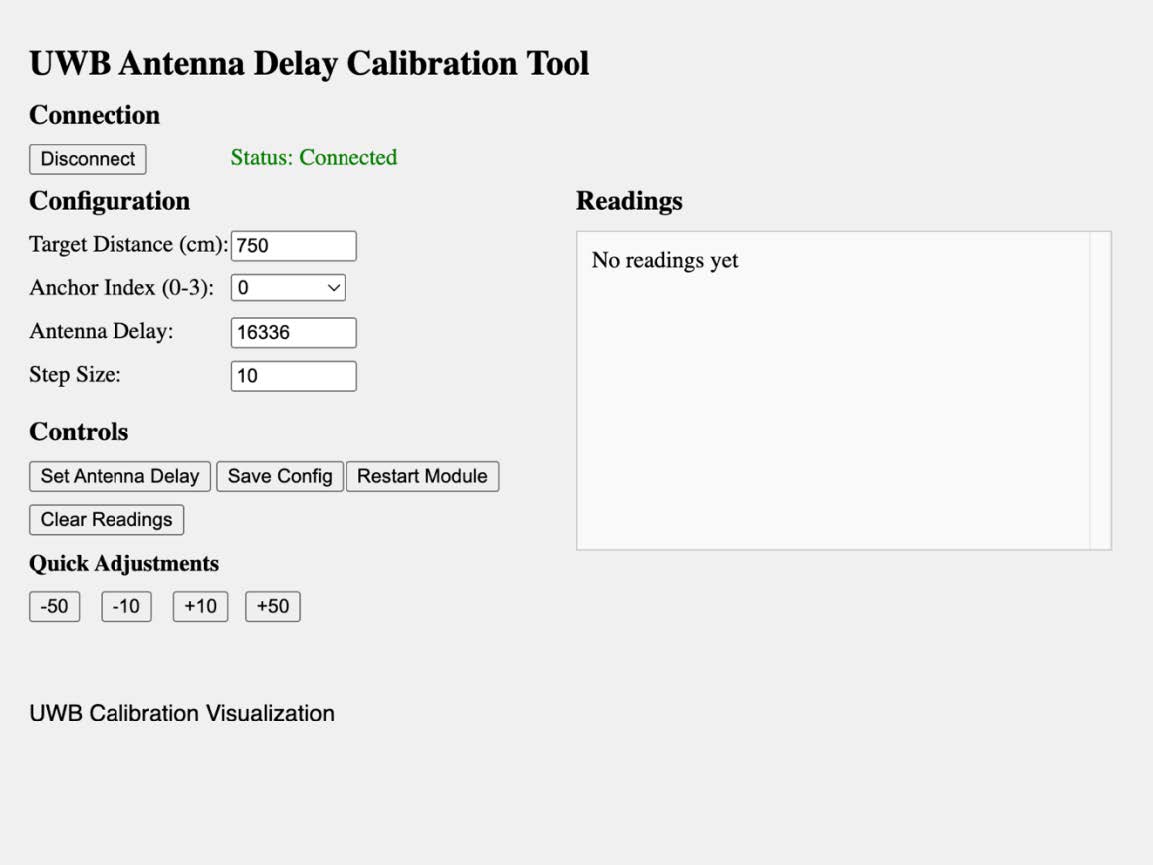 UWB Antenna Delay Calibration Tool
Connection
Disconnect
Status: Connected
Configuration
Target Distance (cm): 750
Anchor Index (0-3): 0
Antenna Delay: 16336
Step Size: 10
Controls
Set Antenna Delay Save Config Restart Module
Clear Readings
Quick Adjustments
-50 -10 +10 +50
Readings
No readings yet
UWB Calibration Visualization